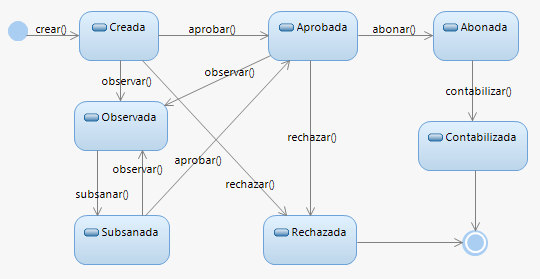 crear()
Creada
aprobar()
Aprobada
abonar()
Abonada
observar()
observar()
contabilizar()
Observada
Contabilizada
rechazar()
observar()
aprobar()
subsanar()
rechazar()
Subsanada
Rechazada